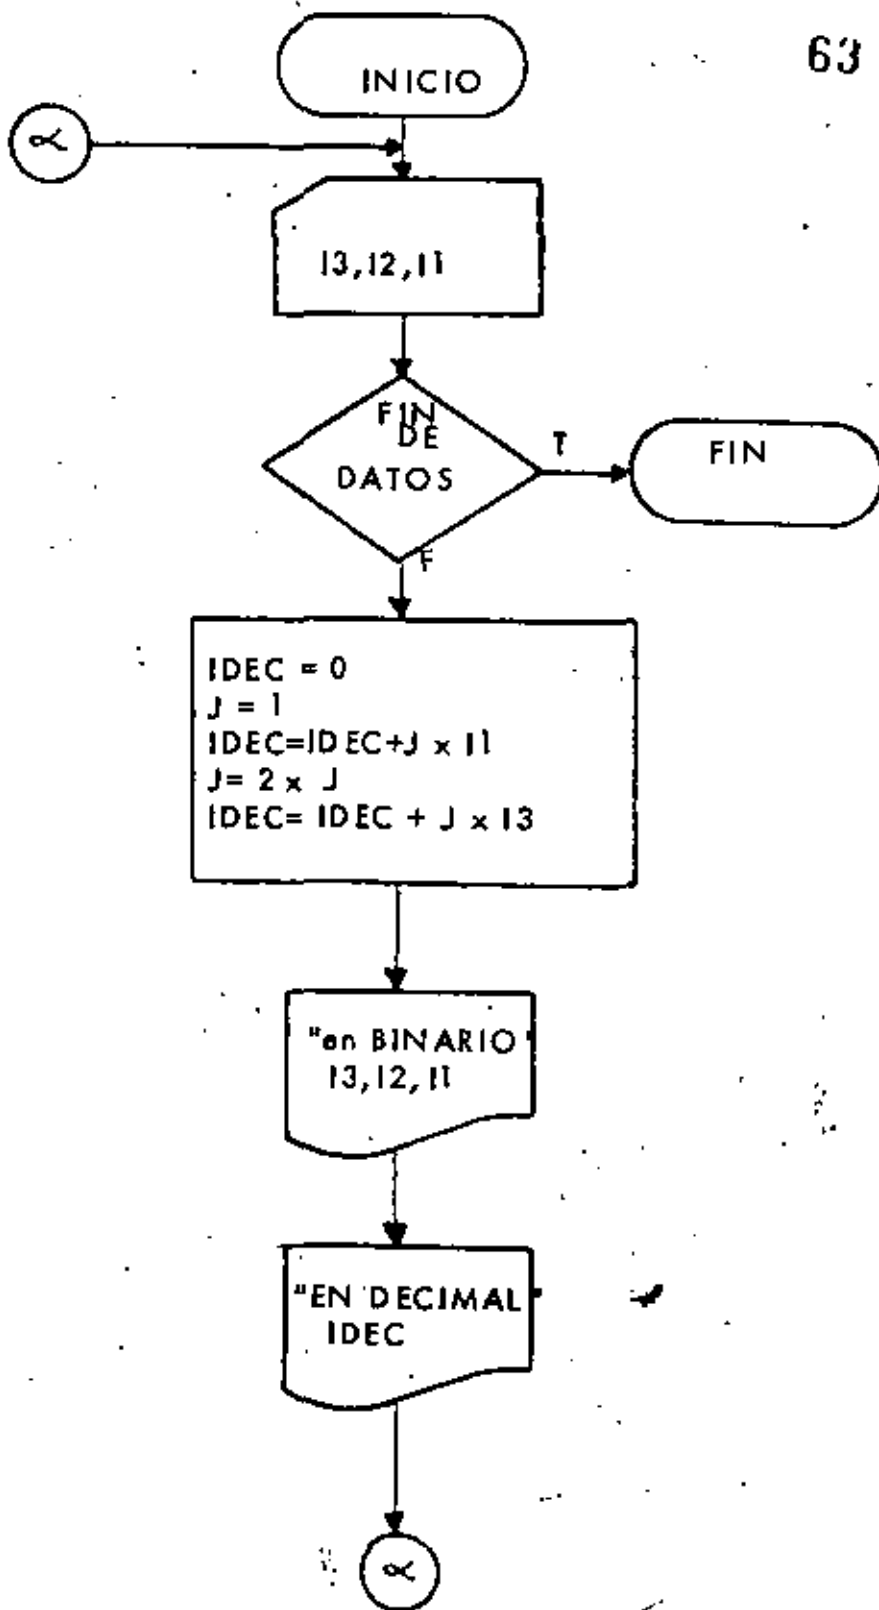 63
INICIO
α
I3,I2,I1
FIN
DE
DATOS
T
FIN
F
IDEC = 0
J = 1
IDEC=IDEC+J x I1
J= 2 x J
IDEC= IDEC + J x I3
"en BINARIO"
I3,I2,I1
"EN DECIMAL"
IDEC
α